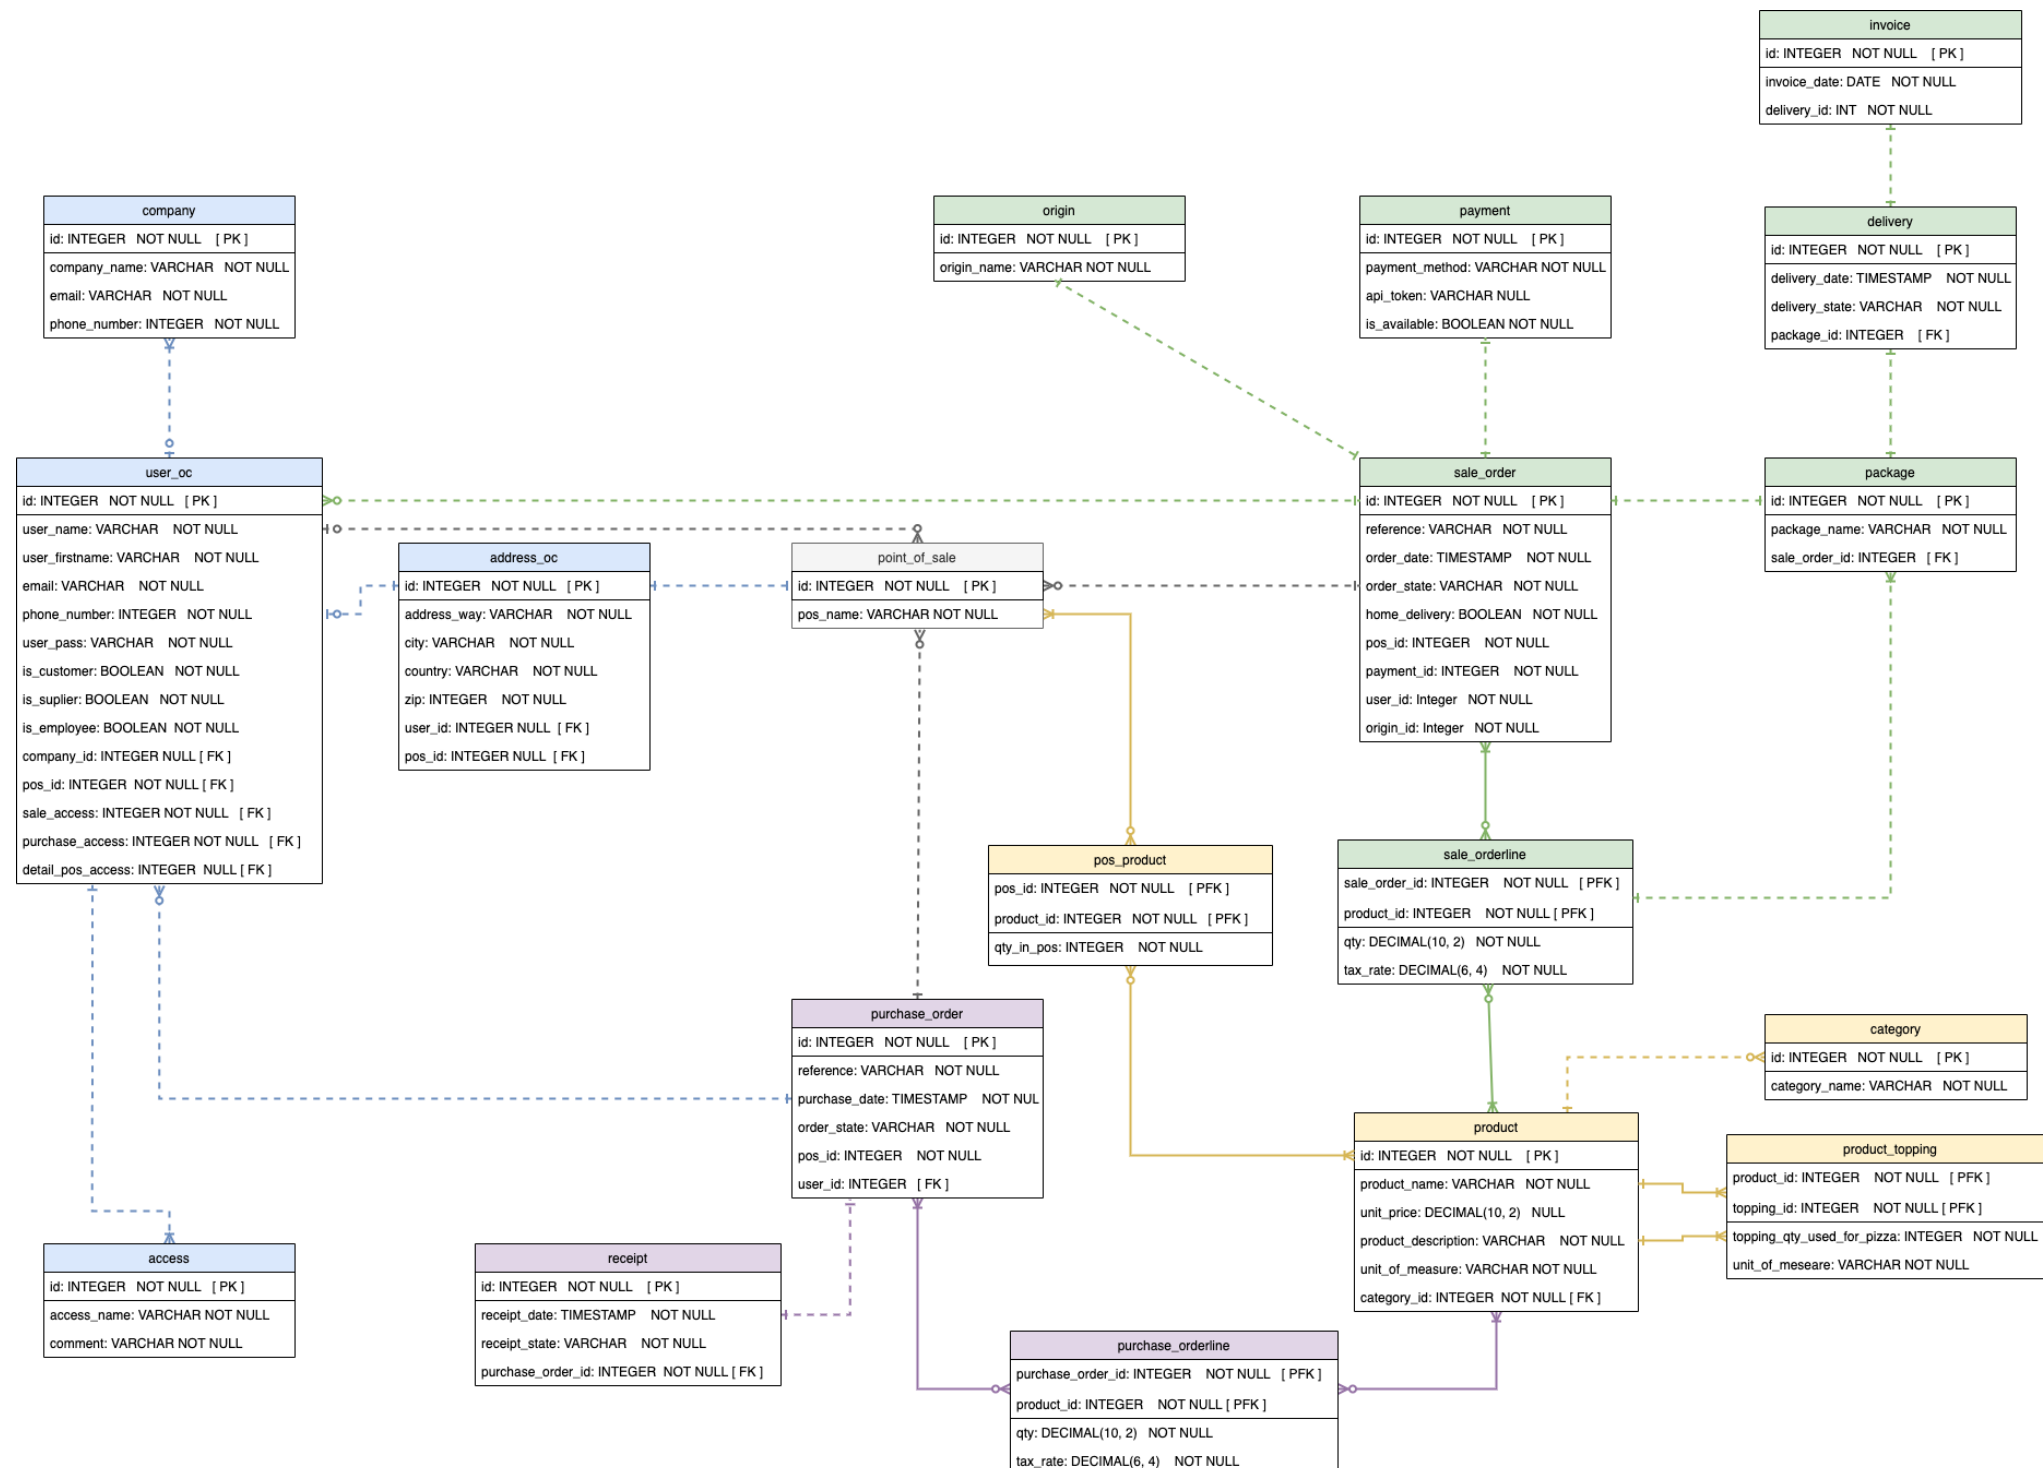 invoice
id: INTEGER NOT NULL [ PK ]
invoice_date: DATE NOT NULL
delivery_id: INT NOT NULL
company
id: INTEGER NOT NULL [ PK ]
company_name: VARCHAR NOT NULL
email: VARCHAR NOT NULL
phone_number: INTEGER NOT NULL
origin
id: INTEGER NOT NULL [ PK ]
origin_name: VARCHAR NOT NULL
payment
id: INTEGER NOT NULL [ PK ]
payment_method: VARCHAR NOT NULL
api_token: VARCHAR NULL
is_available: BOOLEAN NOT NULL
delivery
id: INTEGER NOT NULL [ PK ]
delivery_date: TIMESTAMP NOT NULL
delivery_state: VARCHAR NOT NULL
package_id: INTEGER [ FK ]
user_oc
id: INTEGER NOT NULL [ PK ]
user_name: VARCHAR NOT NULL
user_firstname: VARCHAR NOT NULL
email: VARCHAR NOT NULL
phone_number: INTEGER NOT NULL
user_pass: VARCHAR NOT NULL
is_customer: BOOLEAN NOT NULL
is_suplier: BOOLEAN NOT NULL
is_employee: BOOLEAN NOT NULL
company_id: INTEGER NULL [ FK ]
pos_id: INTEGER NOT NULL [ FK ]
sale_access: INTEGER NOT NULL [ FK ]
purchase_access: INTEGER NOT NULL [ FK ]
detail_pos_access: INTEGER NULL [ FK ]
address_oc
id: INTEGER NOT NULL [ PK ]
address_way: VARCHAR NOT NULL
city: VARCHAR NOT NULL
country: VARCHAR NOT NULL
zip: INTEGER NOT NULL
user_id: INTEGER NULL [ FK ]
pos_id: INTEGER NULL [ FK ]
point_of_sale
id: INTEGER NOT NULL [ PK ]
pos_name: VARCHAR NOT NULL
sale_order
id: INTEGER NOT NULL [ PK ]
reference: VARCHAR NOT NULL
order_date: TIMESTAMP NOT NULL
order_state: VARCHAR NOT NULL
home_delivery: BOOLEAN NOT NULL
pos_id: INTEGER NOT NULL
payment_id: INTEGER NOT NULL
user_id: Integer NOT NULL
origin_id: Integer NOT NULL
package
id: INTEGER NOT NULL [ PK ]
package_name: VARCHAR NOT NULL
sale_order_id: INTEGER [ FK ]
pos_product
pos_id: INTEGER NOT NULL [ PFK ]
product_id: INTEGER NOT NULL [ PFK ]
qty_in_pos: INTEGER NOT NULL
sale_orderline
sale_order_id: INTEGER NOT NULL [ PFK ]
product_id: INTEGER NOT NULL [ PFK ]
qty: DECIMAL(10, 2) NOT NULL
tax_rate: DECIMAL(6, 4) NOT NULL
purchase_order
id: INTEGER NOT NULL [ PK ]
reference: VARCHAR NOT NULL
purchase_date: TIMESTAMP NOT NUL
order_state: VARCHAR NOT NULL
pos_id: INTEGER NOT NULL
user_id: INTEGER [ FK ]
category
id: INTEGER NOT NULL [ PK ]
category_name: VARCHAR NOT NULL
product
id: INTEGER NOT NULL [ PK ]
product_name: VARCHAR NOT NULL
unit_price: DECIMAL(10, 2) NULL
product_description: VARCHAR NOT NULL
unit_of_measure: VARCHAR NOT NULL
category_id: INTEGER NOT NULL [ FK ]
product_topping
product_id: INTEGER NOT NULL [ PFK ]
topping_id: INTEGER NOT NULL [ PFK ]
topping_qty_used_for_pizza: INTEGER NOT NULL
unit_of_meseare: VARCHAR NOT NULL
access
id: INTEGER NOT NULL [ PK ]
access_name: VARCHAR NOT NULL
comment: VARCHAR NOT NULL
receipt
id: INTEGER NOT NULL [ PK ]
receipt_date: TIMESTAMP NOT NULL
receipt_state: VARCHAR NOT NULL
purchase_order_id: INTEGER NOT NULL [ FK ]
purchase_orderline
purchase_order_id: INTEGER NOT NULL [ PFK ]
product_id: INTEGER NOT NULL [ PFK ]
qty: DECIMAL(10, 2) NOT NULL
tax_rate: DECIMAL(6, 4) NOT NULL